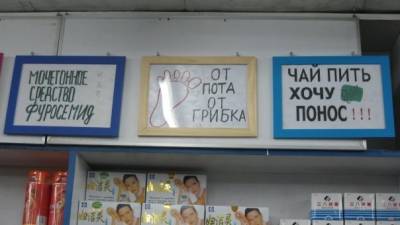 МОЧЕГОННОЕ
СРЕДСТВО
ФУРОСЕМИД
ОТ
ПОТА
ОТ
ГРИБКА
ЧАЙ ПИТЬ
ХОЧУ
ПОНОС!!!